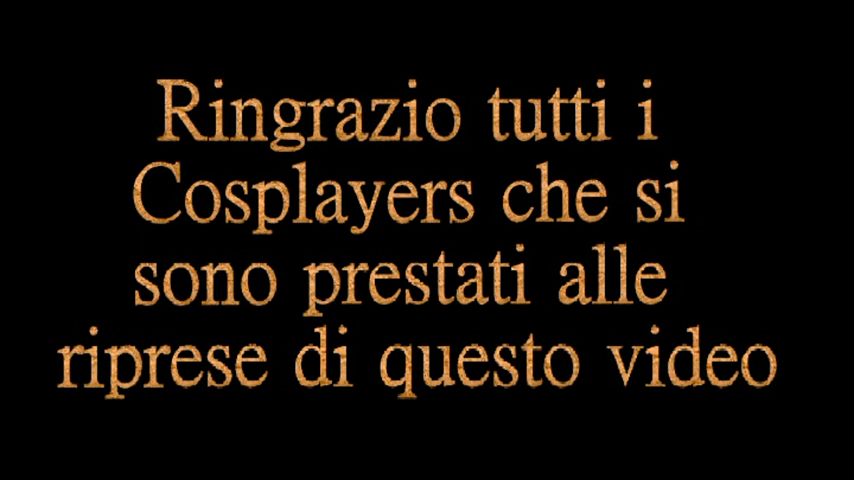 Ringrazio tutti i
Cosplayers che si
sono prestati alle
riprese di questo video